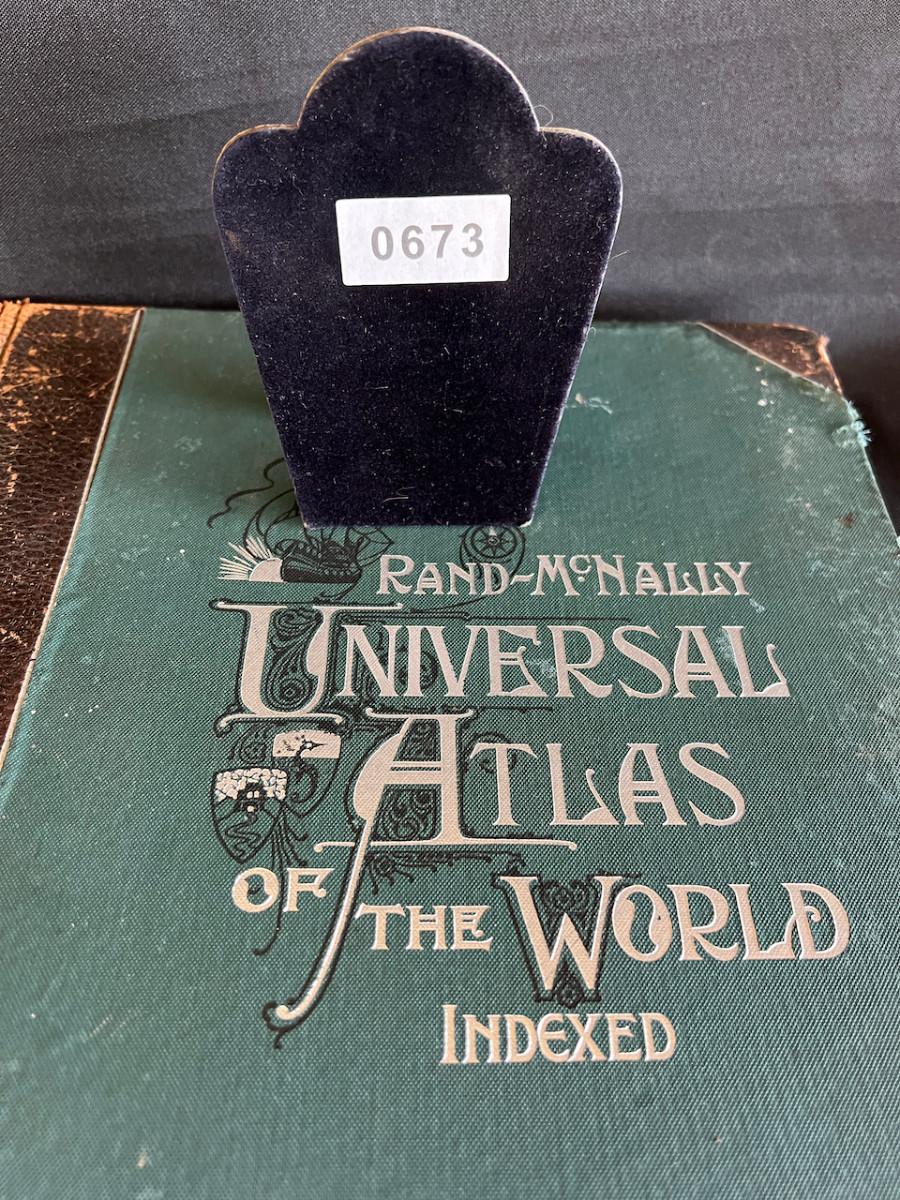 0673
RAND-McNALLY
UNIVERSAL
ATLAS
OF THE WORLD
INDEXED